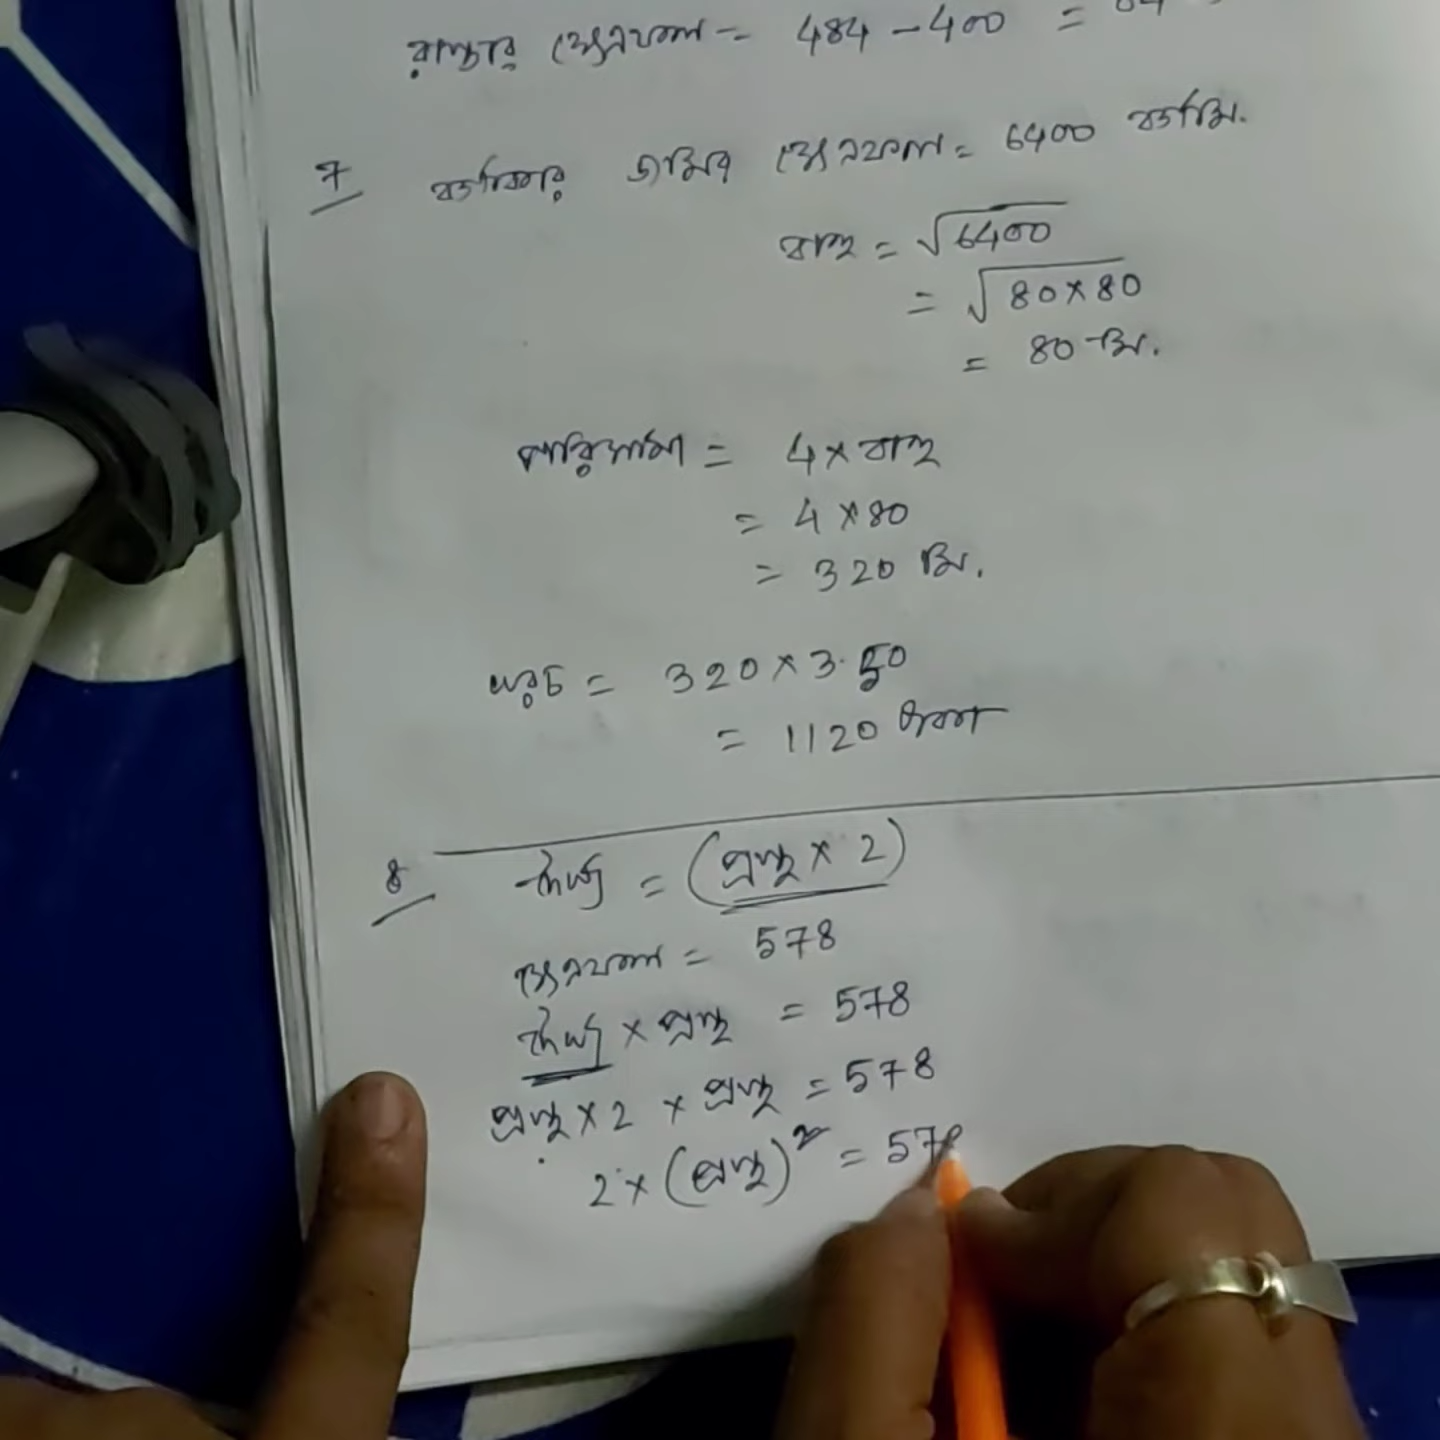 রাস্তার ক্ষেত্রফল = 484 - 400 =
7 বর্গাকার জমির ক্ষেত্রফল = 6400 বর্গমি.
বাহু = √6400
= √80×80
= 80 মি.
পরিসীমা = 4 × বাহু
= 4 × 80
= 320 মি.
খরচ = 320 × 3.50
= 1120 টাকা
8 দৈর্ঘ্য = (প্রস্থ × 2)
ক্ষেত্রফল = 578
দৈর্ঘ্য × প্রস্থ = 578
প্রস্থ × 2 × প্রস্থ = 578
2 × (প্রস্থ)² = 578